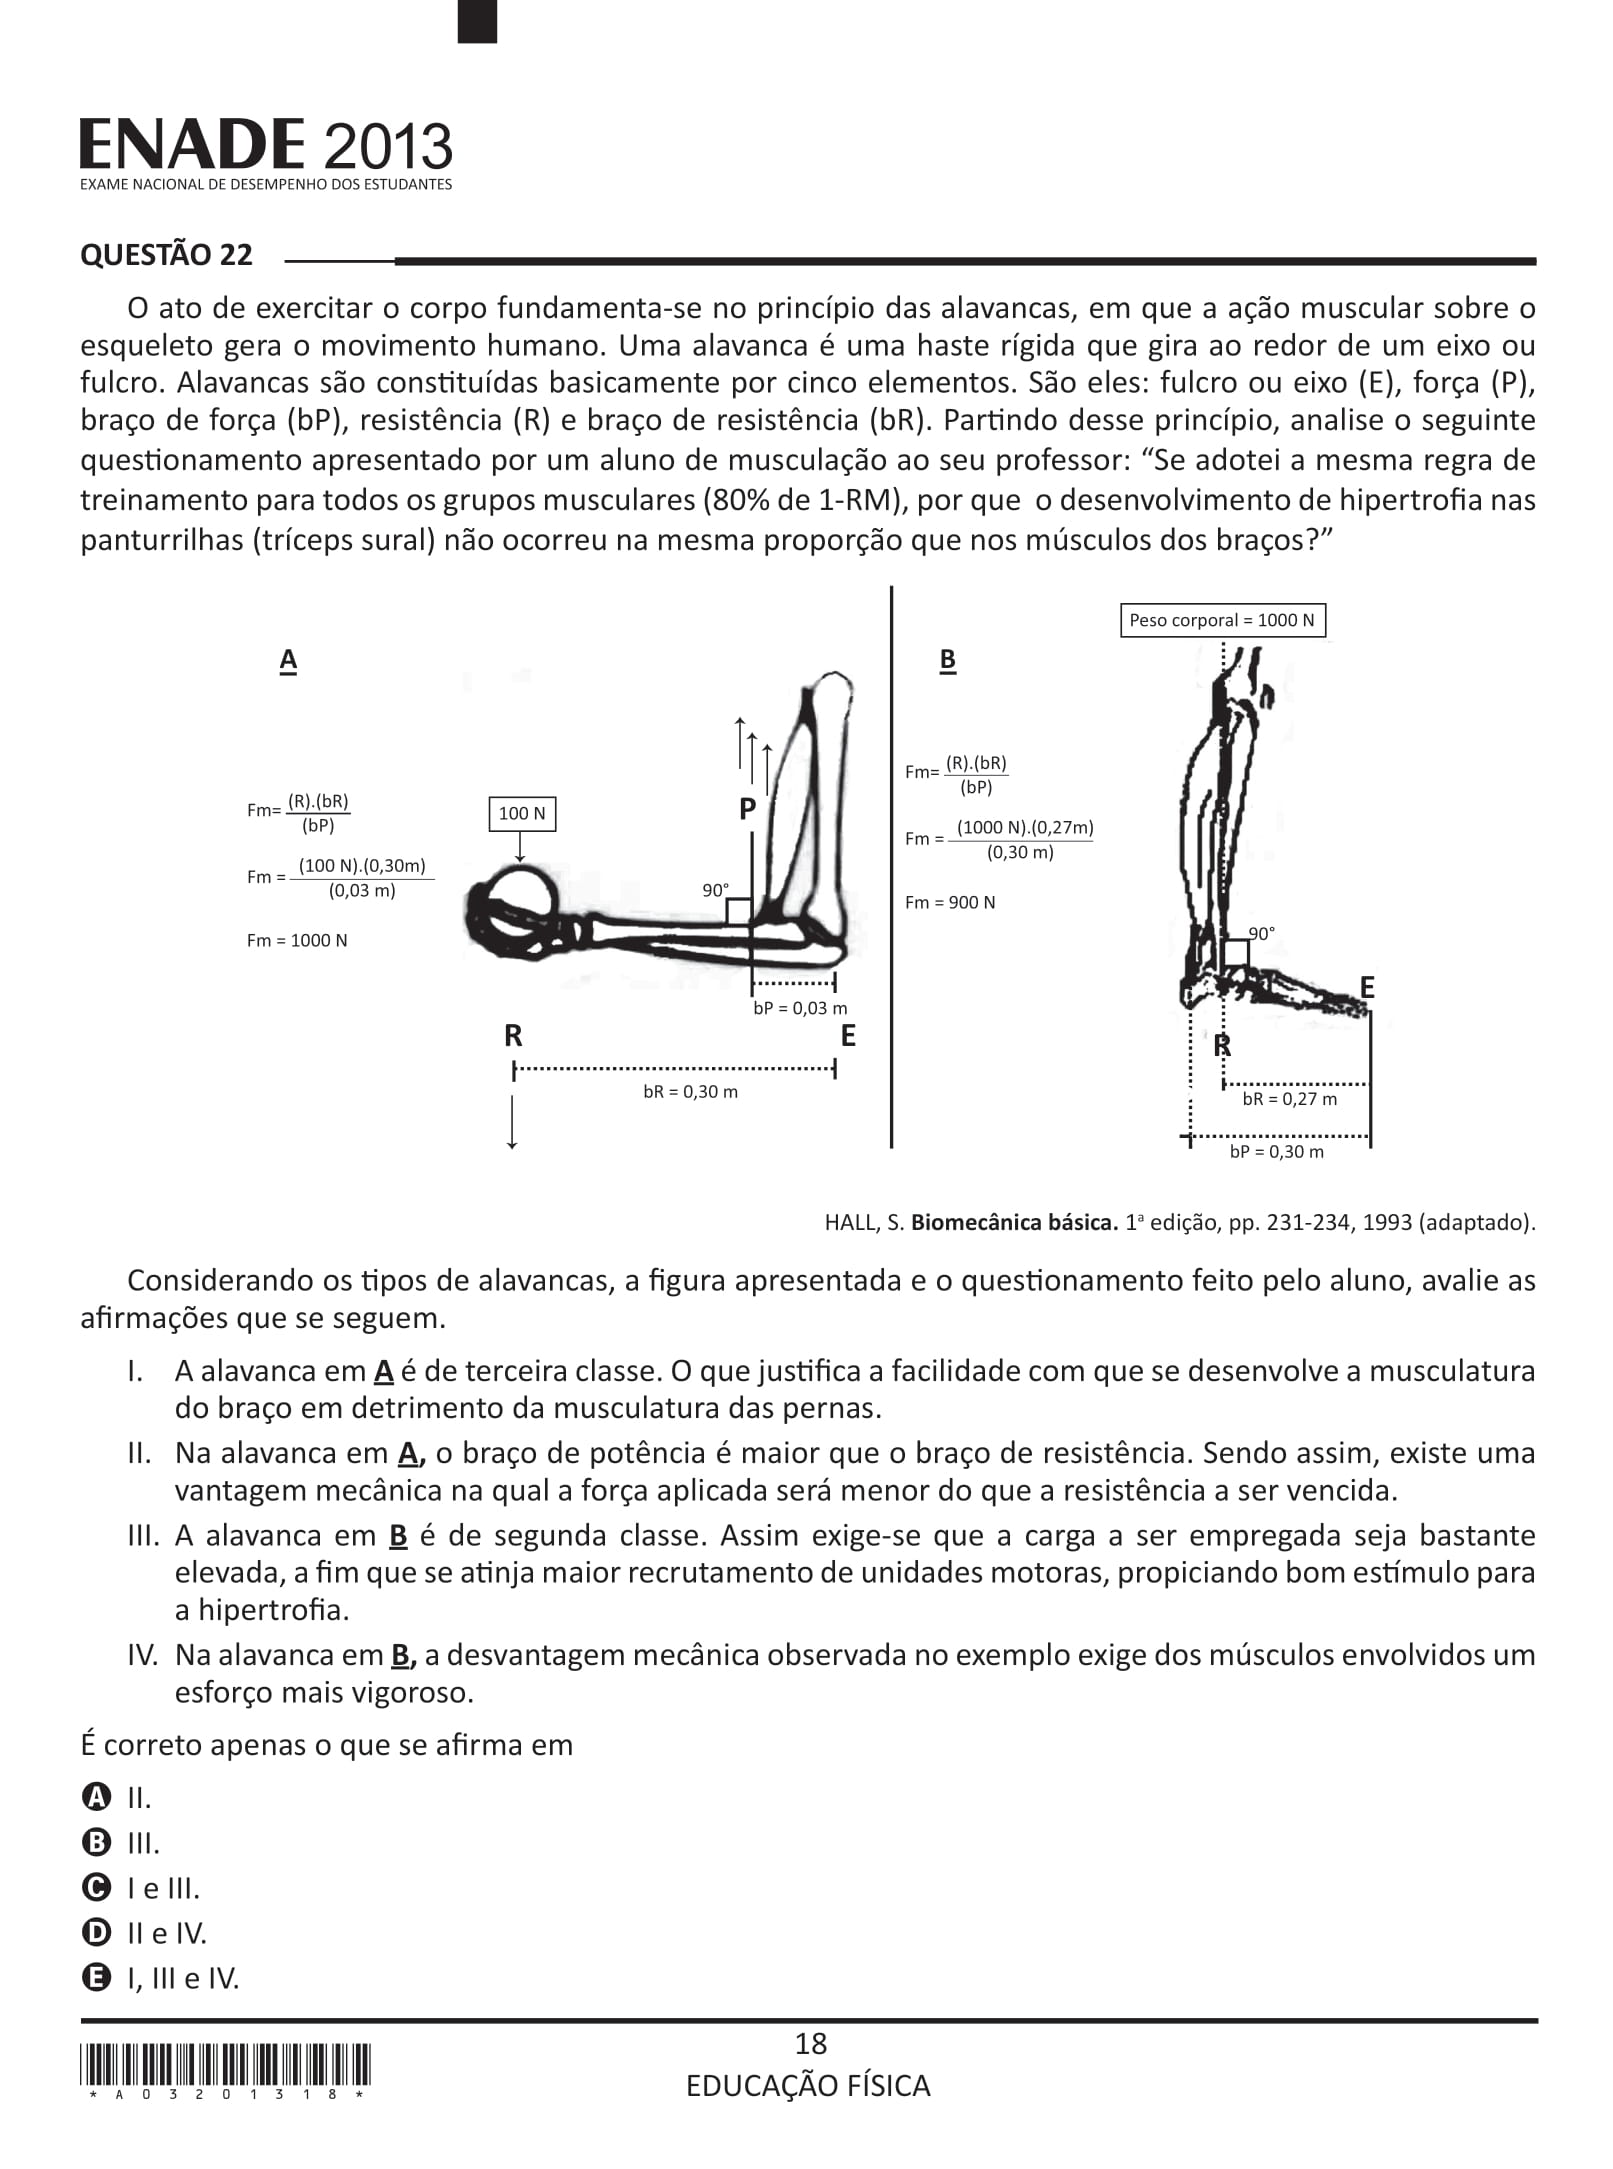 ENADE 2013
EXAME NACIONAL DE DESEMPENHO DOS ESTUDANTES
QUESTÃO 22
O ato de exercitar o corpo fundamenta-se no princípio das alavancas, em que a ação muscular sobre o
esqueleto gera o movimento humano. Uma alavanca é uma haste rígida que gira ao redor de um eixo ou
fulcro. Alavancas são constituídas basicamente por cinco elementos. São eles: fulcro ou eixo (E), força (P),
braço de força (bP), resistência (R) e braço de resistência (bR). Partindo desse princípio, analise o seguinte
questionamento apresentado por um aluno de musculação ao seu professor: “Se adotei a mesma regra de
treinamento para todos os grupos musculares (80% de 1-RM), por que o desenvolvimento de hipertrofia nas
panturrilhas (tríceps sural) não ocorreu na mesma proporção que nos músculos dos braços?”
A
Fm= (R).(bR)
(bP)
Fm = (100 N).(0,30m)
(0,03 m)
Fm = 1000 N
100 N
P
90°
bP = 0,03 m
R
E
bR = 0,30 m
B
Peso corporal = 1000 N
Fm= (R).(bR)
(bP)
Fm = (1000 N).(0,27m)
(0,30 m)
Fm = 900 N
90°
E
R
bR = 0,27 m
bP = 0,30 m
HALL, S. Biomecânica básica. 1ª edição, pp. 231-234, 1993 (adaptado).
Considerando os tipos de alavancas, a figura apresentada e o questionamento feito pelo aluno, avalie as
afirmações que se seguem.
I. A alavanca em A é de terceira classe. O que justifica a facilidade com que se desenvolve a musculatura
do braço em detrimento da musculatura das pernas.
II. Na alavanca em A, o braço de potência é maior que o braço de resistência. Sendo assim, existe uma
vantagem mecânica na qual a força aplicada será menor do que a resistência a ser vencida.
III. A alavanca em B é de segunda classe. Assim exige-se que a carga a ser empregada seja bastante
elevada, a fim que se atinja maior recrutamento de unidades motoras, propiciando bom estímulo para
a hipertrofia.
IV. Na alavanca em B, a desvantagem mecânica observada no exemplo exige dos músculos envolvidos um
esforço mais vigoroso.
É correto apenas o que se afirma em
A II.
B III.
C I e III.
D II e IV.
E I, III e IV.
18
EDUCAÇÃO FÍSICA
* A 0 3 2 0 1 3 1 8 *